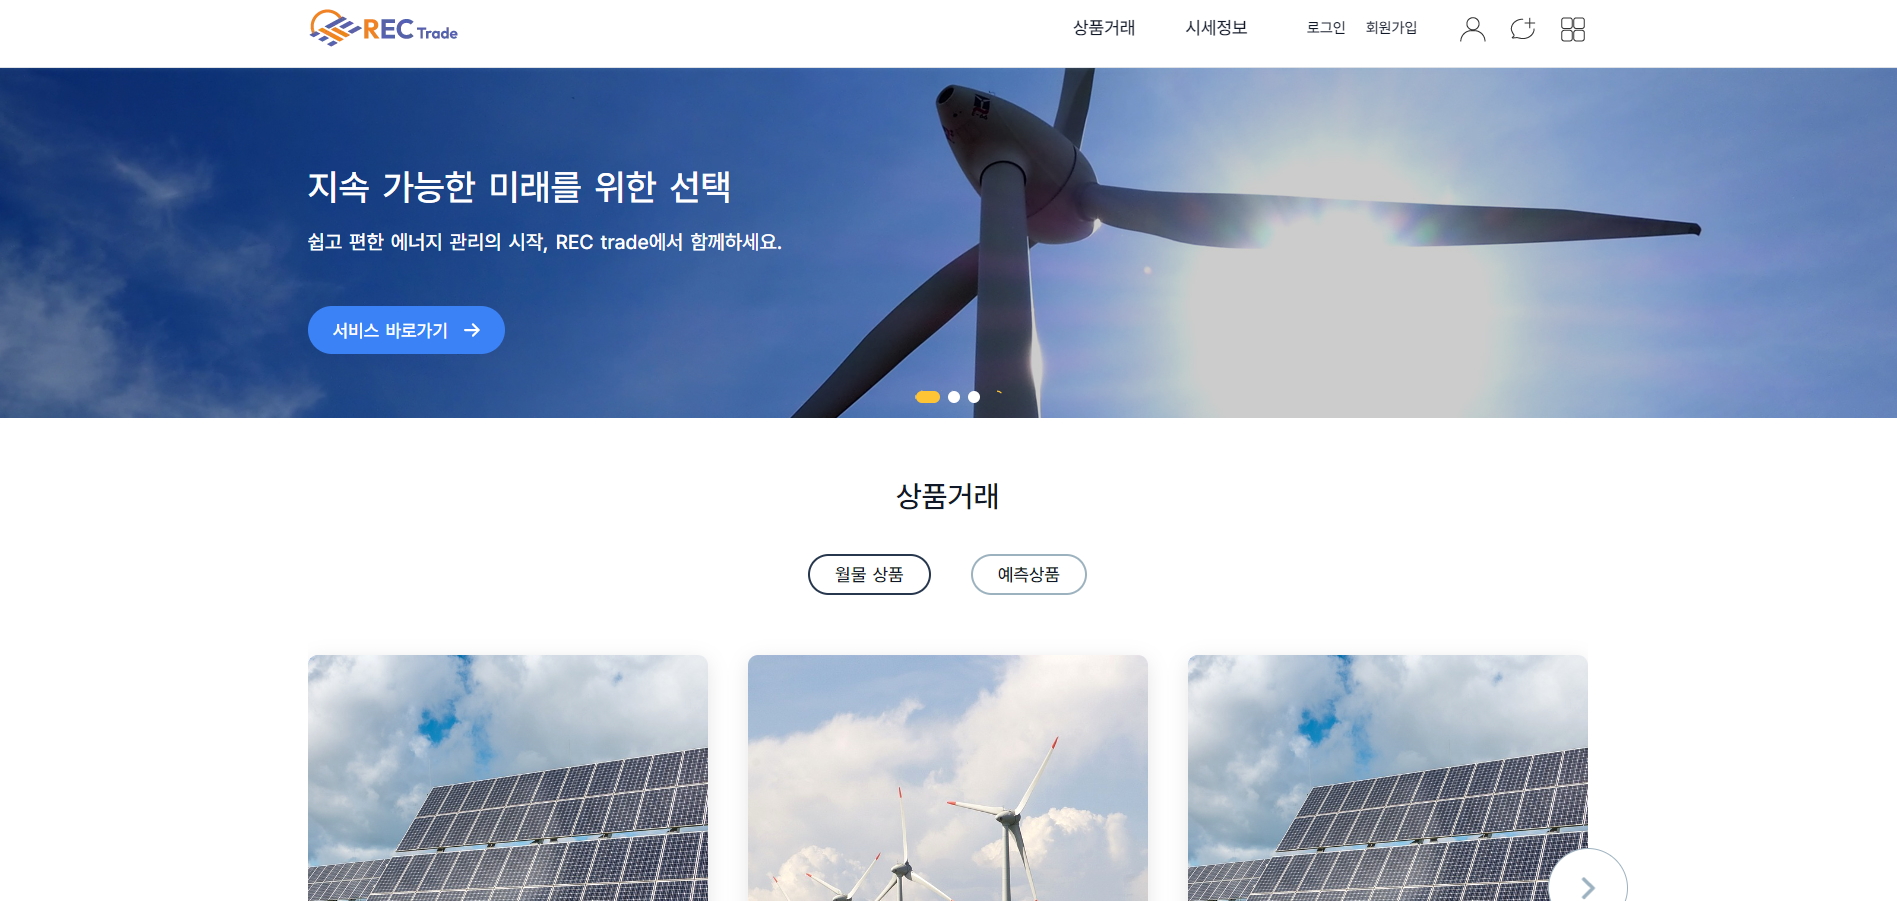 REC Trade
상품거래
시세정보
로그인
회원가입
지속 가능한 미래를 위한 선택
쉽고 편한 에너지 관리의 시작, REC trade에서 함께하세요.
서비스 바로가기
상품거래
월물 상품
예측상품